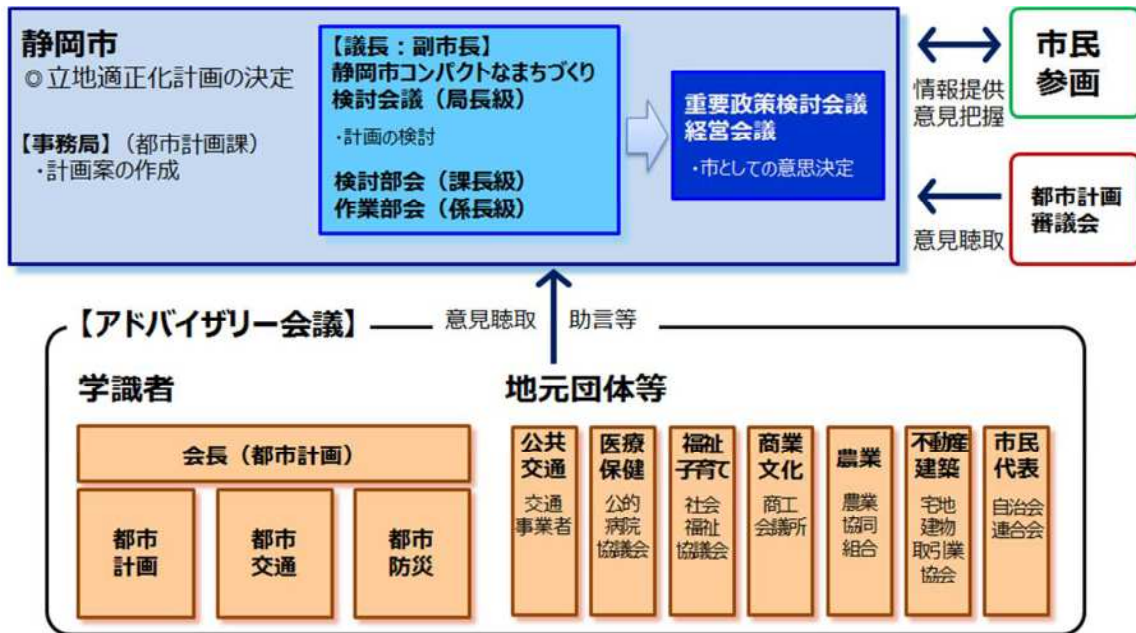 静岡市
◎立地適正化計画の決定
【事務局】（都市計画課）
・計画案の作成
【議長：副市長】
静岡市コンパクトなまちづくり
検討会議（局長級）
・計画の検討
検討部会（課長級）
作業部会（係長級）
重要政策検討会議
経営会議
・市としての意思決定
情報提供
意見把握
市民
参画
意見聴取
都市計画
審議会
意見聴取
助言等
【アドバイザリー会議】
学識者
会長（都市計画）
都市
計画
都市
交通
都市
防災
地元団体等
公共
交通
交通
事業者
医療
保健
公的
病院
協議会
福祉
子育て
社会
福祉
協議会
商業
文化
商工
会議所
農業
農業
協同
組合
不動産
建築
宅地
建物
取引業
協会
市民
代表
自治会
連合会